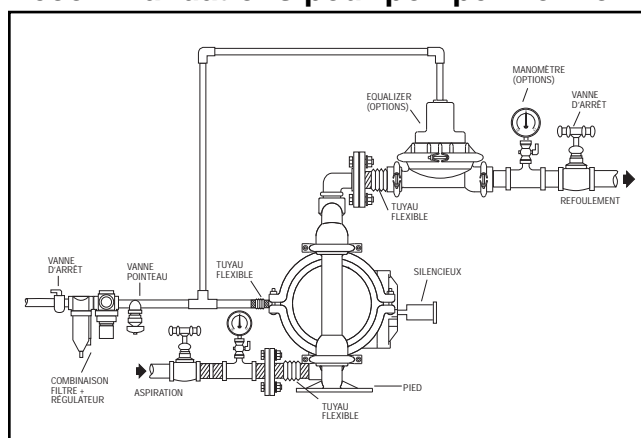 MANOMÈTRE
(OPTIONS)
EQUALIZER
(OPTIONS)
VANNE
D'ARRÊT
TUYAU
FLEXIBLE
REFOULEMENT
VANNE
D'ARRÊT
VANNE
POINTEAU
TUYAU
FLEXIBLE
SILENCIEUX
COMBINAISON
FILTRE +
RÉGULATEUR
ASPIRATION
PIED
TUYAU
FLEXIBLE